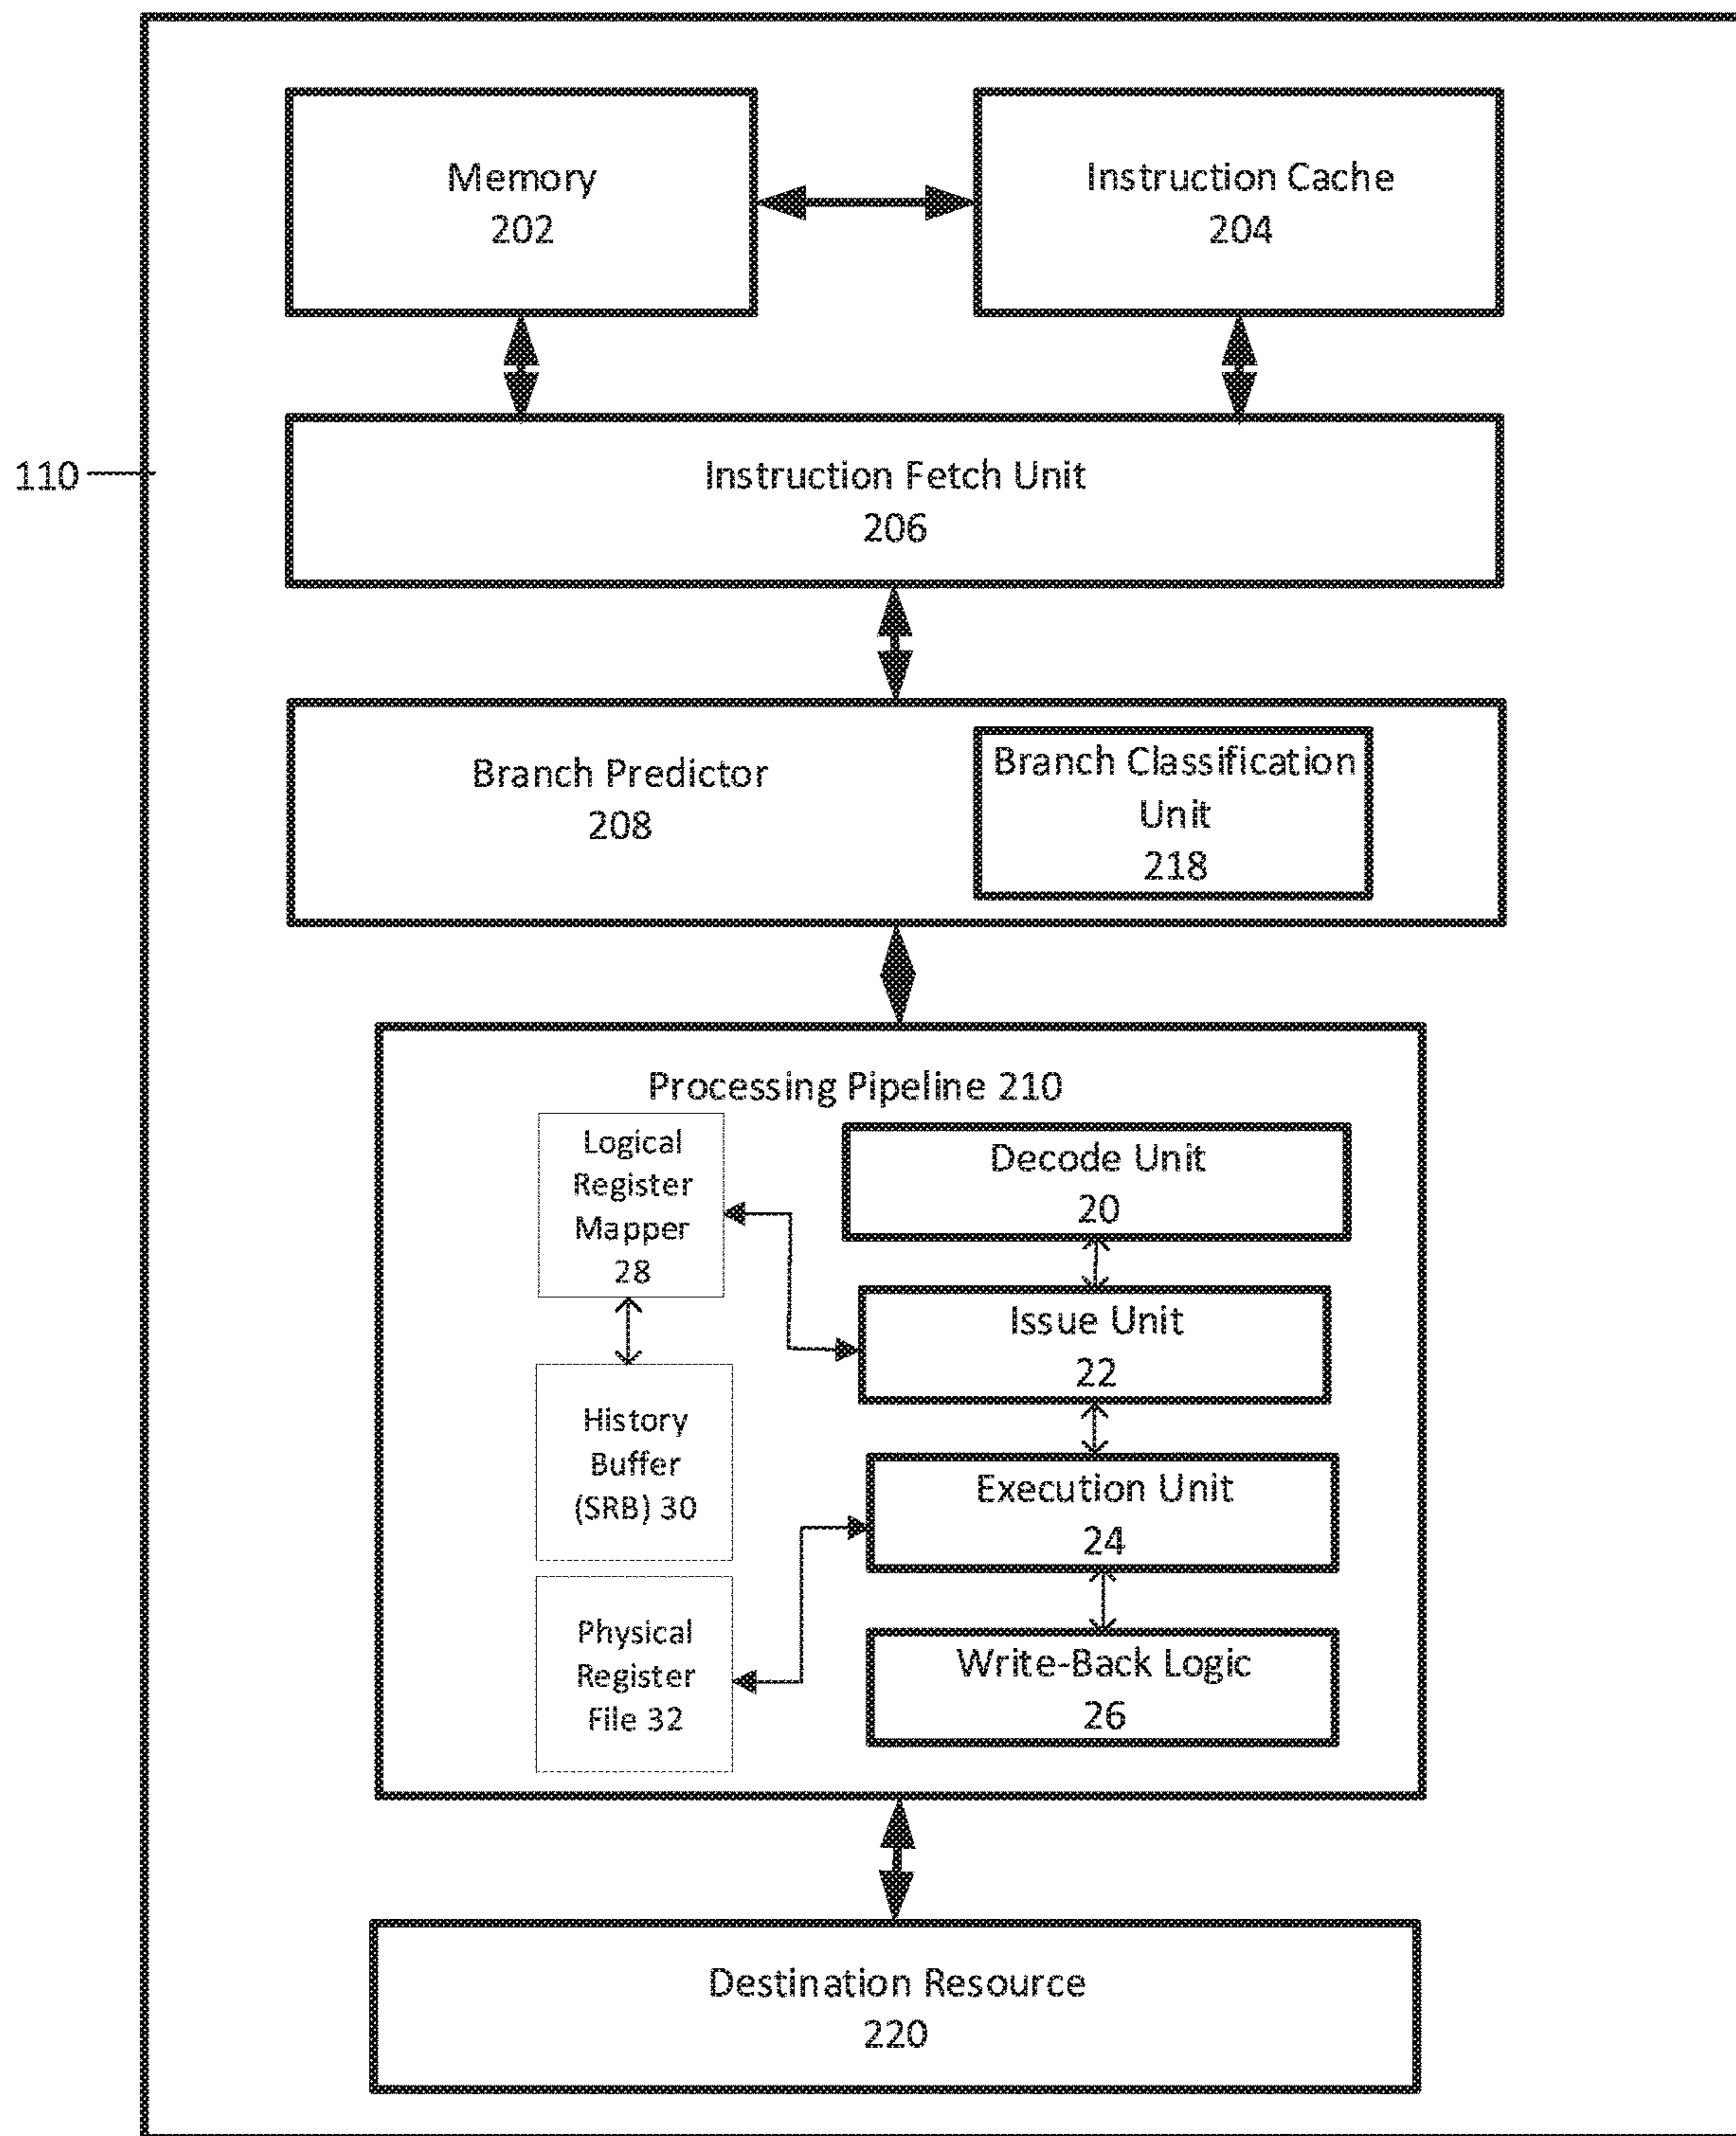 Memory
202
Instruction Cache
204
110
Instruction Fetch Unit
206
Branch Predictor
208
Branch Classification
Unit
218
Processing Pipeline 210
Logical
Register
Mapper
28
Decode Unit
20
Issue Unit
22
History
Buffer
(SRB) 30
Execution Unit
24
Physical
Register
File 32
Write-Back Logic
26
Destination Resource
220